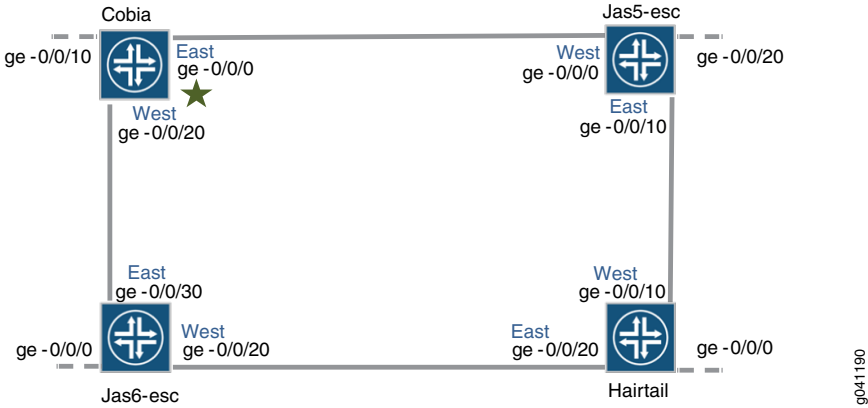 Cobia
Jas5-esc
ge -0/0/10
East
ge -0/0/0
West
ge -0/0/0
ge -0/0/20
West
ge -0/0/20
East
ge -0/0/10
East
ge -0/0/30
West
ge -0/0/10
ge -0/0/0
West
ge -0/0/20
East
ge -0/0/20
ge -0/0/0
Jas6-esc
Hairtail
g041190